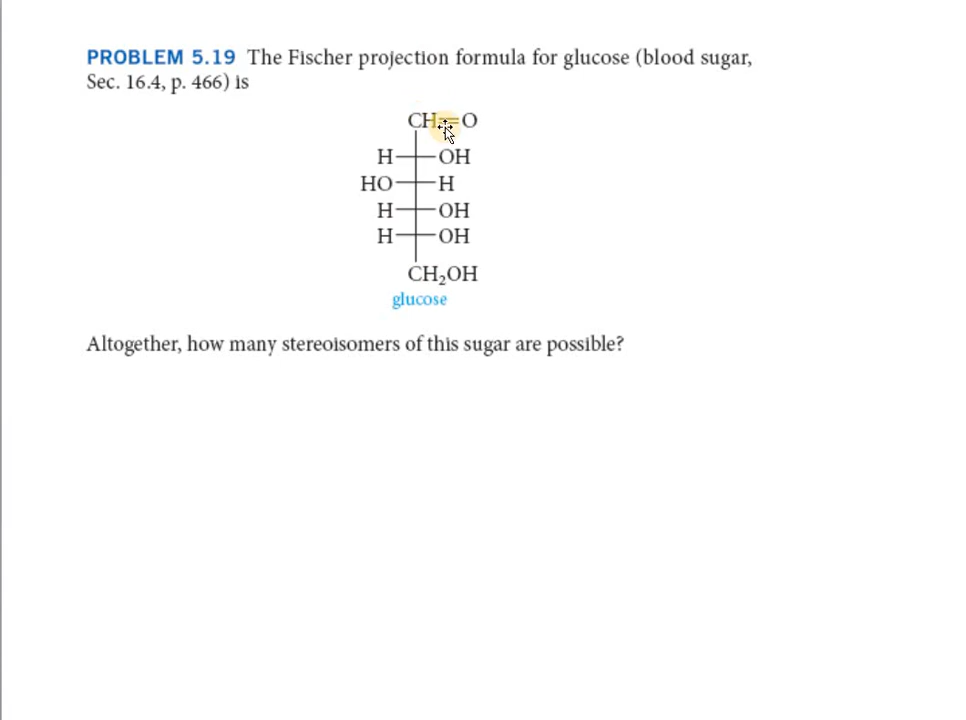 PROBLEM 5.19 The Fischer projection formula for glucose (blood sugar,
Sec. 16.4, p. 466) is
CH=O
H OH
HO H
H OH
H OH
CH₂OH
glucose
Altogether, how many stereoisomers of this sugar are possible?